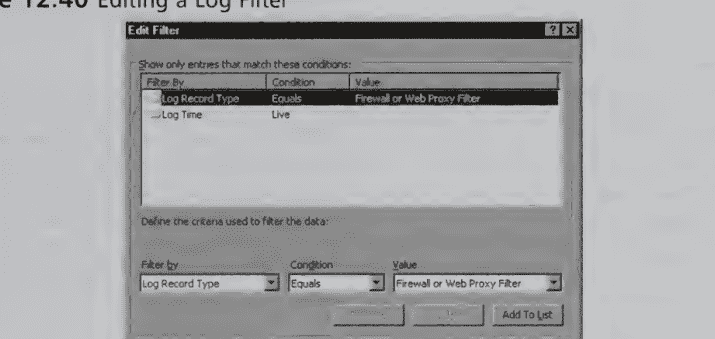 12.40 Editing a Log Filter
Edit Filter
Show only entries that match these conditions:
Filter By Condition Value
Log Record Type Equals Firewall or Web Proxy Filter
Log Time Live
Define the criteria used to filter the data:
Filter by Condition Value
Log Record Type Equals Firewall or Web Proxy Filter
Add To List